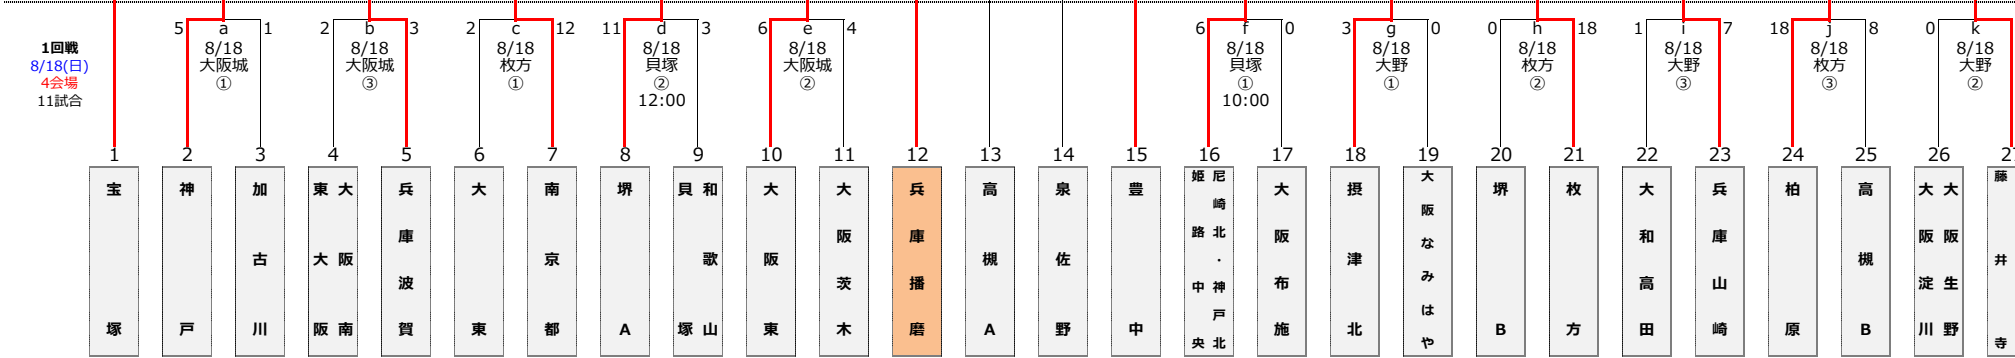 5 a 1 2 b 3 2 c 12 11 d 3 6 e 4 6 f 0 3 g 0 0 h 18 1 i 7 18 j 8 0 k
1回戦 8/18 8/18 8/18 8/18 8/18 8/18 8/18 8/18 8/18 8/18 8/18
8/18(日) 大阪城 大阪城 枚方 貝塚 大阪城 貝塚 大野 枚方 大野 枚方 大野
4会場 ① ③ ① ② ② ① ① ② ③ ③ ②
11試合 12:00 10:00
1 2 3 4 5 6 7 8 9 10 11 12 13 14 15 16 17 18 19 20 21 22 23 24 25 26
宝塚
神戸
加古川
東大阪
大阪南
兵庫波賀
大東
南京都
堺A
貝塚
和歌山
大阪東
大阪茨木
兵庫播磨
高槻A
泉佐野
豊中
姫路中央
尼崎北・神戸北
大阪布施
摂津北
大阪なみはや
堺B
枚方
大和高田
兵庫山崎
柏原
高槻B
大阪淀川
大阪生野
藤井寺